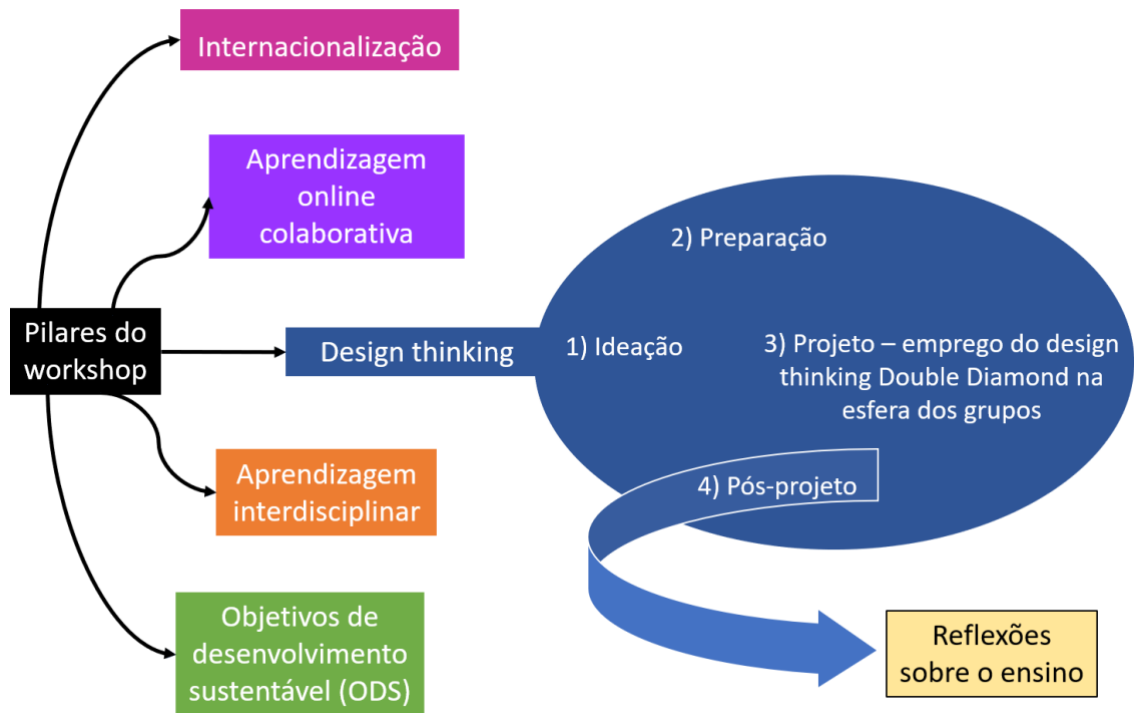 Internacionalização
Aprendizagem
online
colaborativa
Pilares do
workshop
Design thinking
Aprendizagem
interdisciplinar
Objetivos de
desenvolvimento
sustentável (ODS)
1) Ideação
2) Preparação
3) Projeto – emprego do design
thinking Double Diamond na
esfera dos grupos
4) Pós-projeto
Reflexões
sobre o ensino